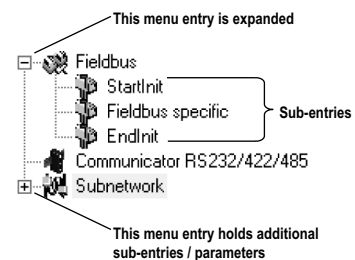 This menu entry is expanded
Fieldbus
StartInit
Fieldbus specific
Sub-entries
EndInit
Communicator RS232/422/485
Subnetwork
This menu entry holds additional
sub-entries / parameters